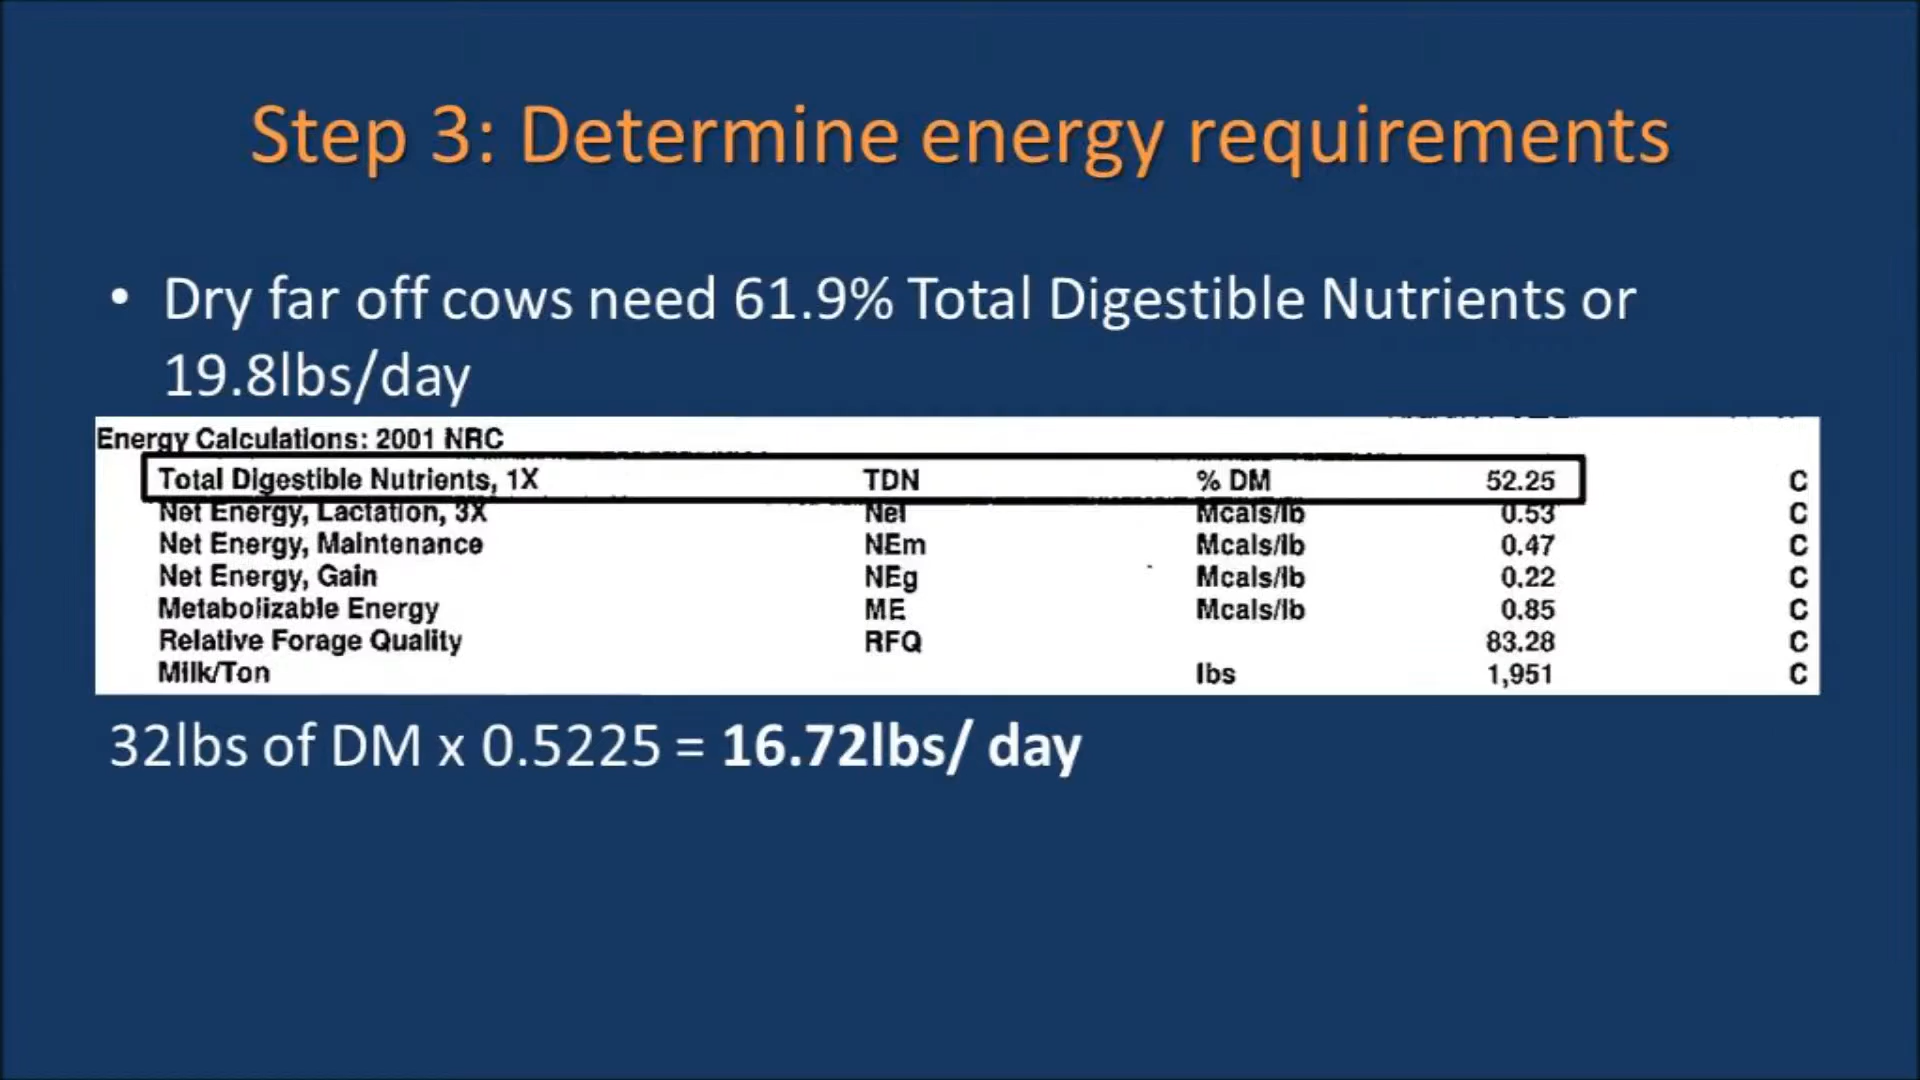 Step 3: Determine energy requirements
• Dry far off cows need 61.9% Total Digestible Nutrients or
19.8lbs/day
Energy Calculations: 2001 NRC
Total Digestible Nutrients, 1X TDN % DM 52.25 C
Net Energy, Lactation, 3X Nel Mcals/lb 0.53 C
Net Energy, Maintenance NEm Mcals/lb 0.47 C
Net Energy, Gain NEg Mcals/lb 0.22 C
Metabolizable Energy ME Mcals/lb 0.85 C
Relative Forage Quality RFQ 83.28 C
Milk/Ton lbs 1,951 C
32lbs of DM x 0.5225 = 16.72lbs/ day